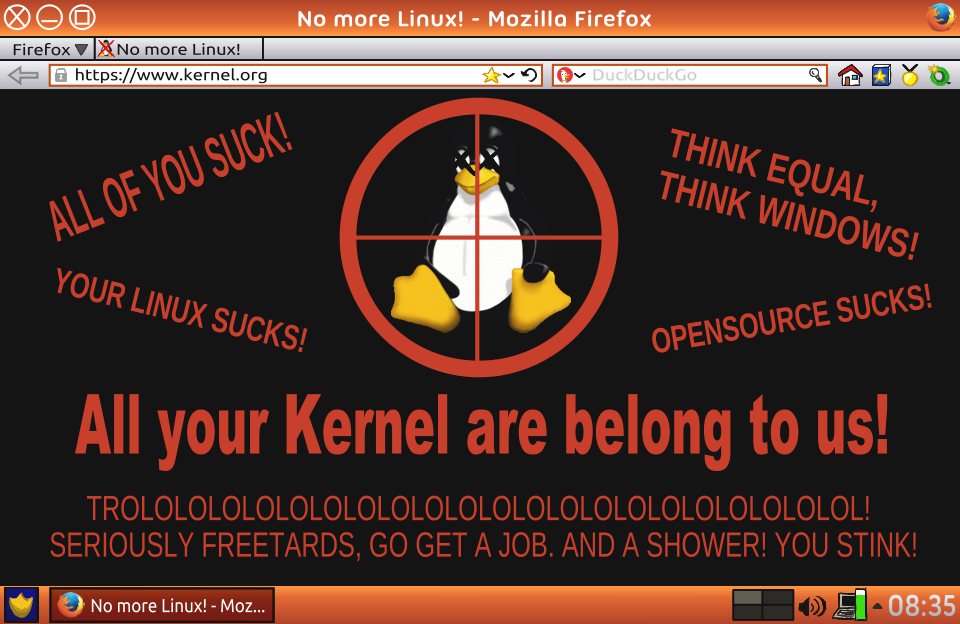 No more Linux! - Mozilla Firefox
Firefox
No more Linux!
https://www.kernel.org
DuckDuckGo
ALL OF YOU SUCK!
THINK EQUAL,
THINK WINDOWS!
YOUR LINUX SUCKS!
OPENSOURCE SUCKS!
All your Kernel are belong to us!
TROLOLOLOLOLOLOLOLOLOLOLOLOLOLOLOLOLOLOLOLOLOL!
SERIOUSLY FREETARDS, GO GET A JOB. AND A SHOWER! YOU STINK!
No more Linux! - Moz...
08:35